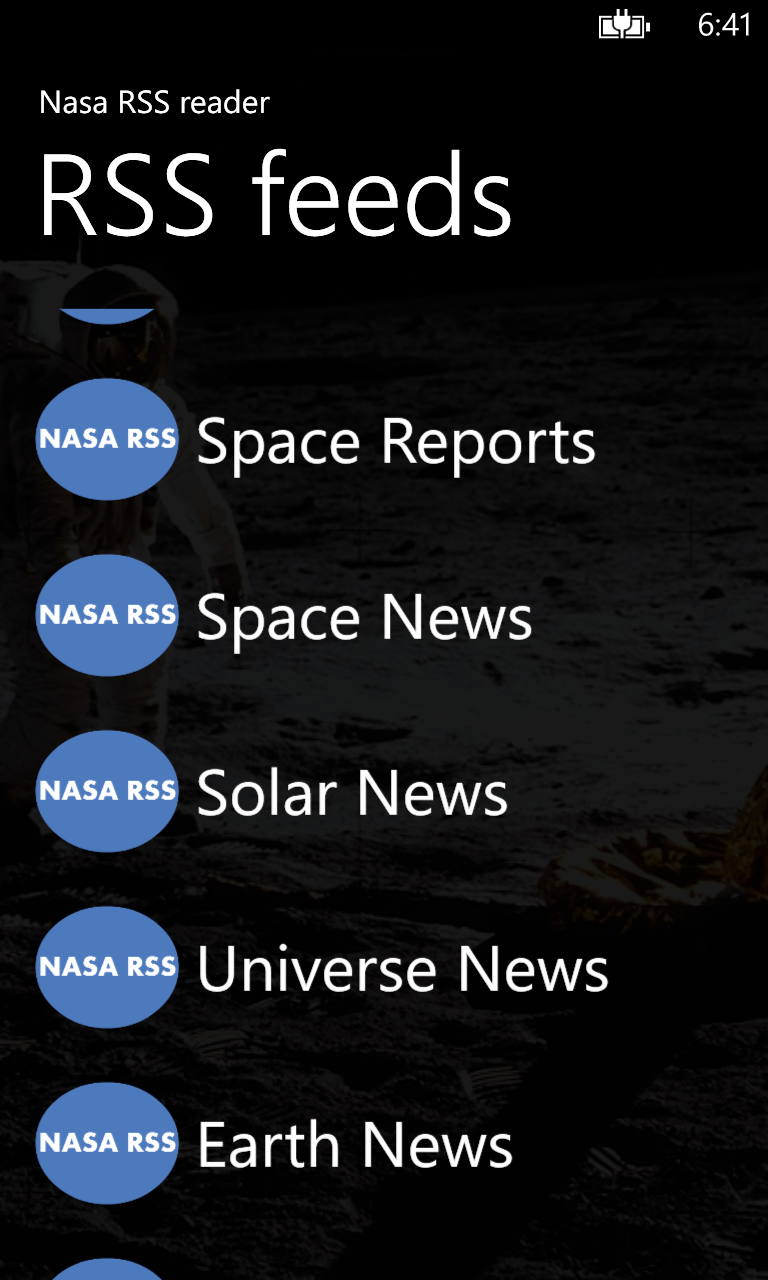 6:41
Nasa RSS reader
RSS feeds
NASA RSS Space Reports
NASA RSS Space News
NASA RSS Solar News
NASA RSS Universe News
NASA RSS Earth News